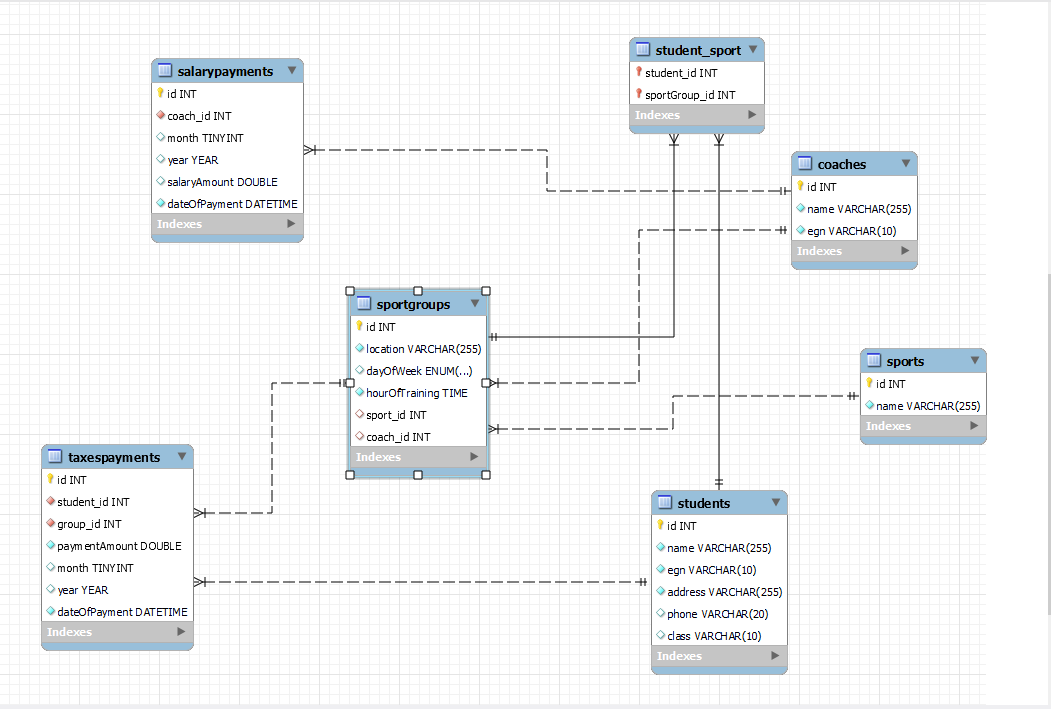 student_sport
student_id INT
sportGroup_id INT
Indexes
salarypayments
id INT
coach_id INT
month TINYINT
year YEAR
salaryAmount DOUBLE
dateOfPayment DATETIME
Indexes
coaches
id INT
name VARCHAR(255)
egn VARCHAR(10)
Indexes
sportgroups
id INT
location VARCHAR(255)
dayOfWeek ENUM(...)
hourOfTraining TIME
sport_id INT
coach_id INT
Indexes
sports
id INT
name VARCHAR(255)
Indexes
taxespayments
id INT
student_id INT
group_id INT
paymentAmount DOUBLE
month TINYINT
year YEAR
dateOfPayment DATETIME
Indexes
students
id INT
name VARCHAR(255)
egn VARCHAR(10)
address VARCHAR(255)
phone VARCHAR(20)
class VARCHAR(10)
Indexes